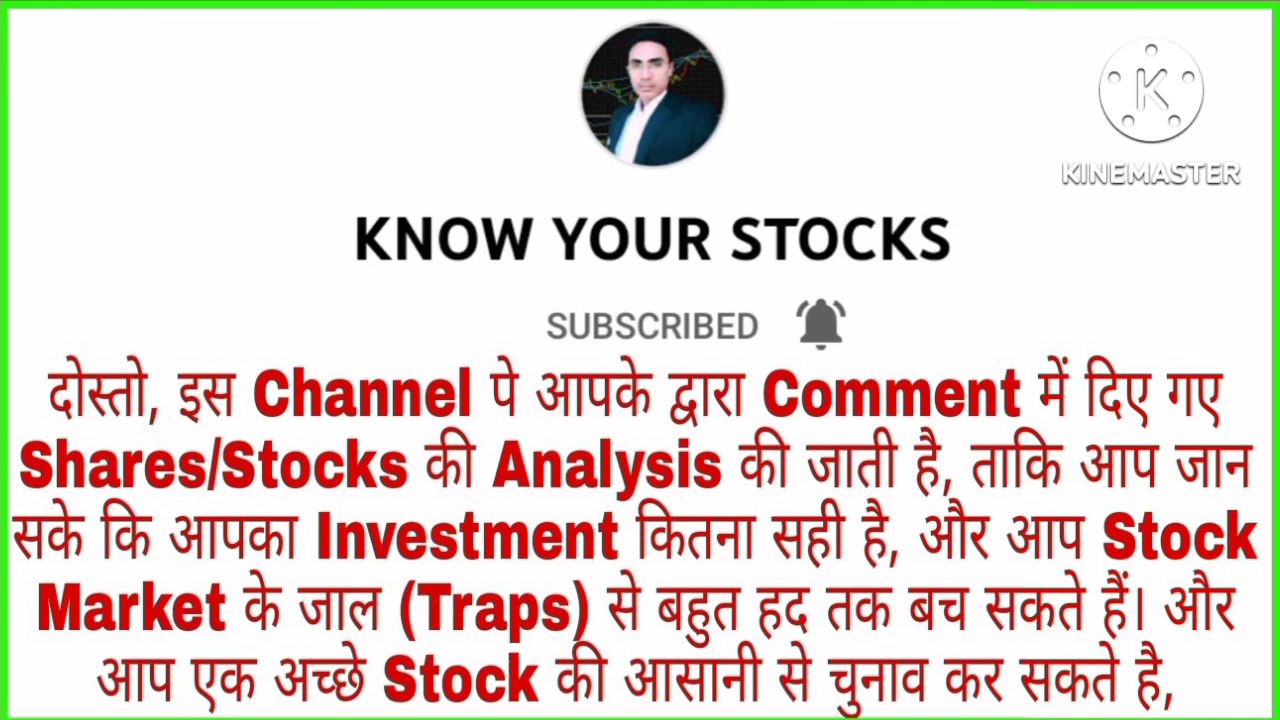 K
KINEMASTER
KNOW YOUR STOCKS
SUBSCRIBED
दोस्तो, इस Channel पे आपके द्वारा Comment में दिए गए
Shares/Stocks की Analysis की जाती है, ताकि आप जान
सके कि आपका Investment कितना सही है, और आप Stock
Market के जाल (Traps) से बहुत हद तक बच सकते हैं। और
आप एक अच्छे Stock की आसानी से चुनाव कर सकते है,